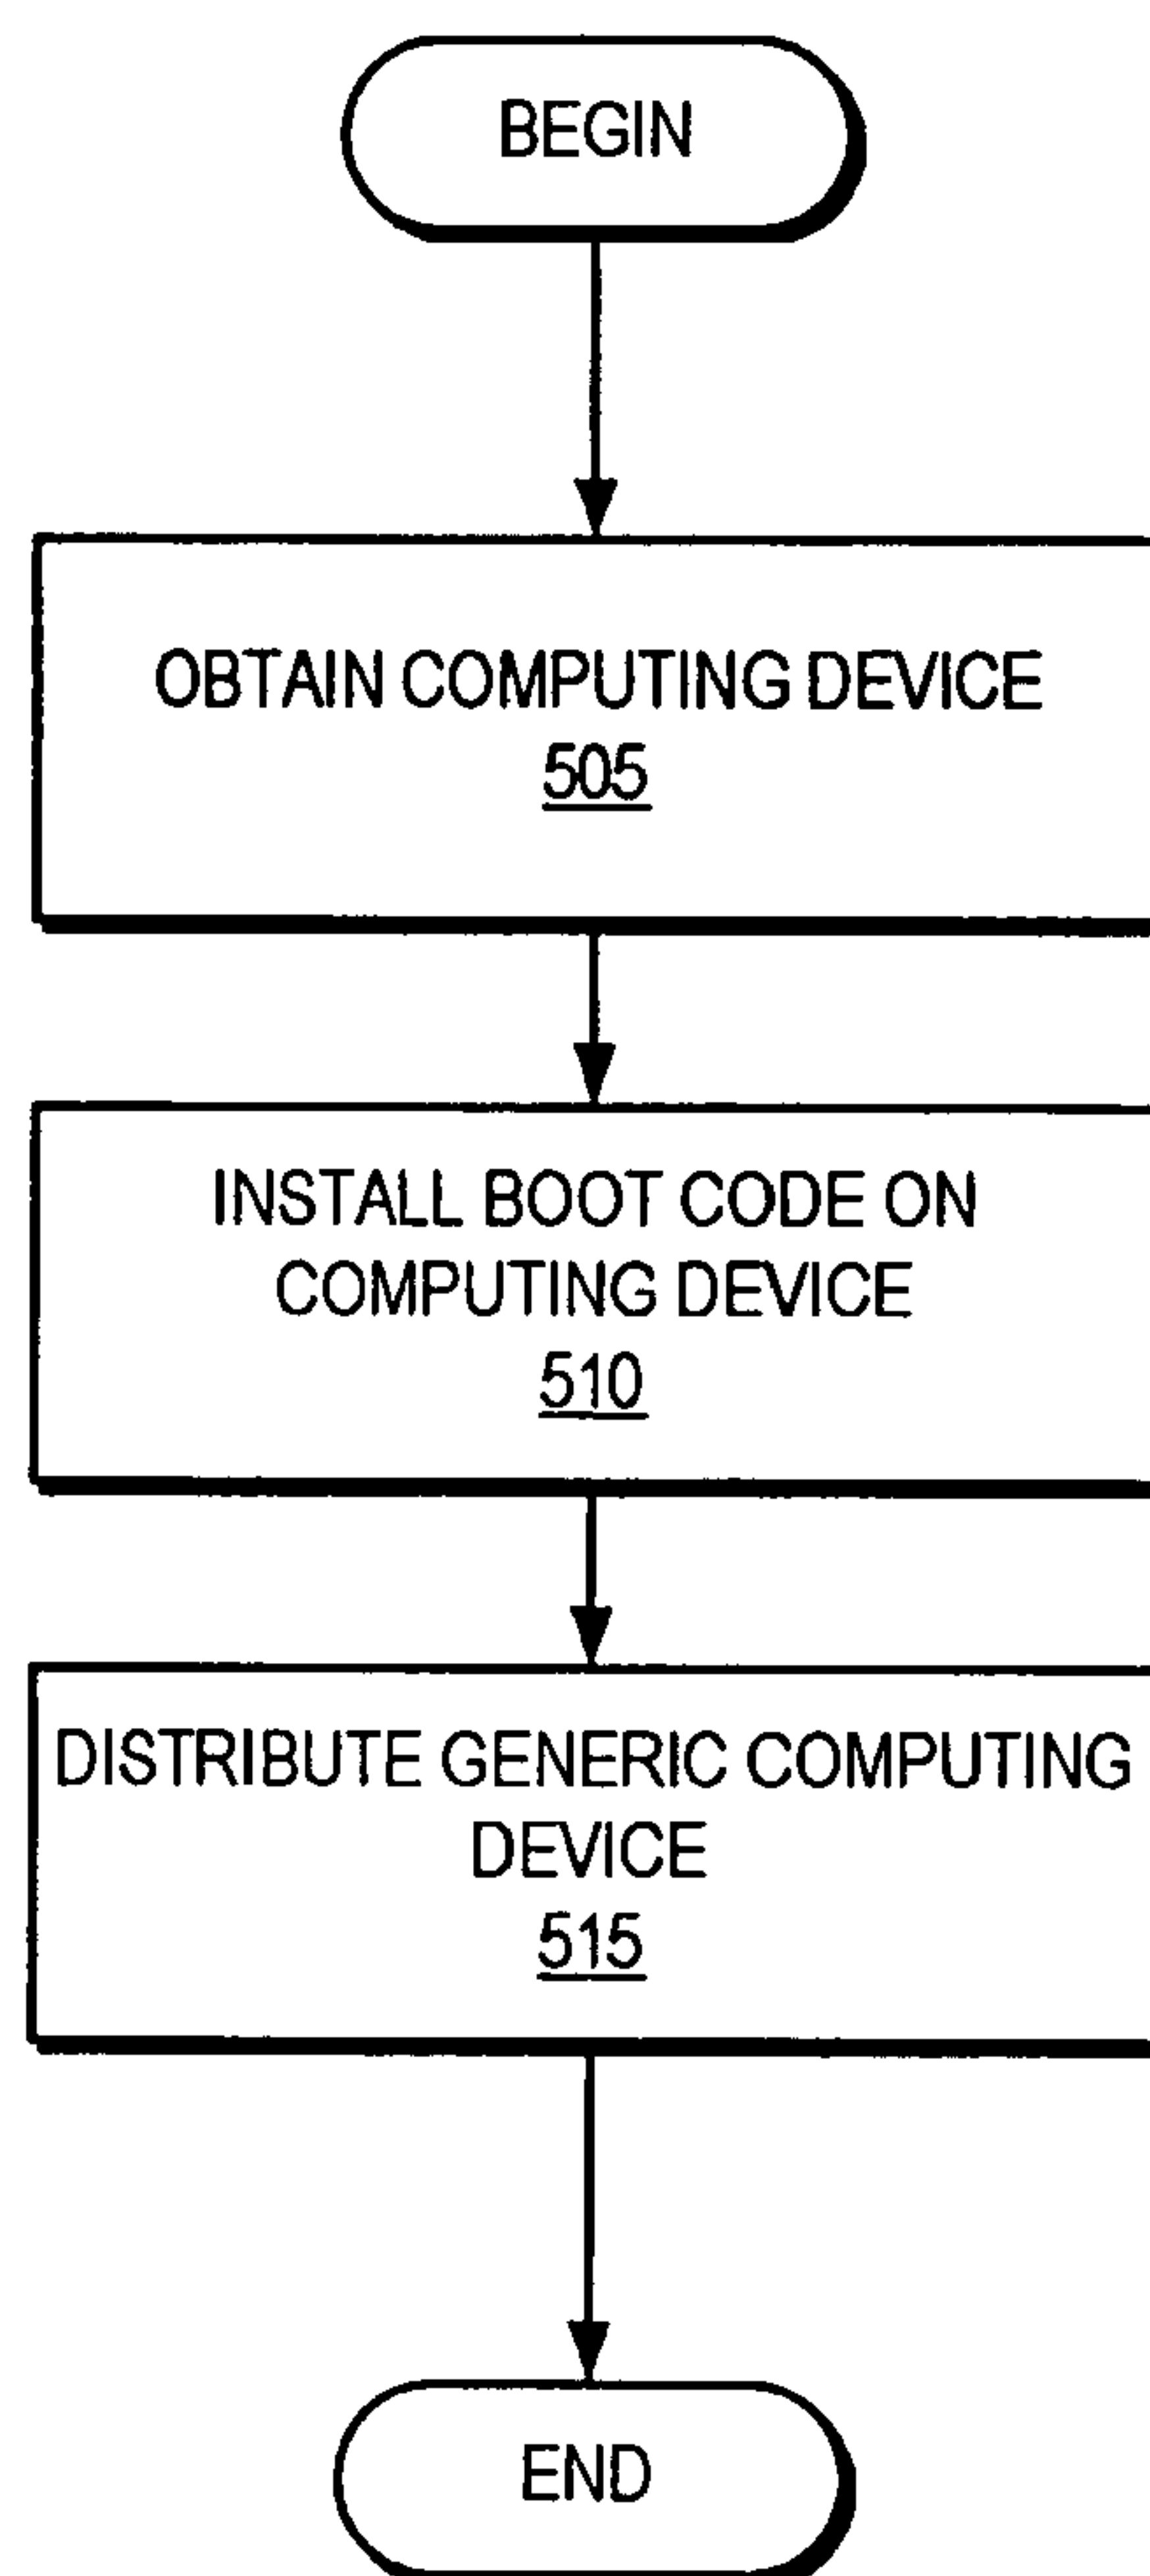 BEGIN
OBTAIN COMPUTING DEVICE
505
INSTALL BOOT CODE ON
COMPUTING DEVICE
510
DISTRIBUTE GENERIC COMPUTING
DEVICE
515
END